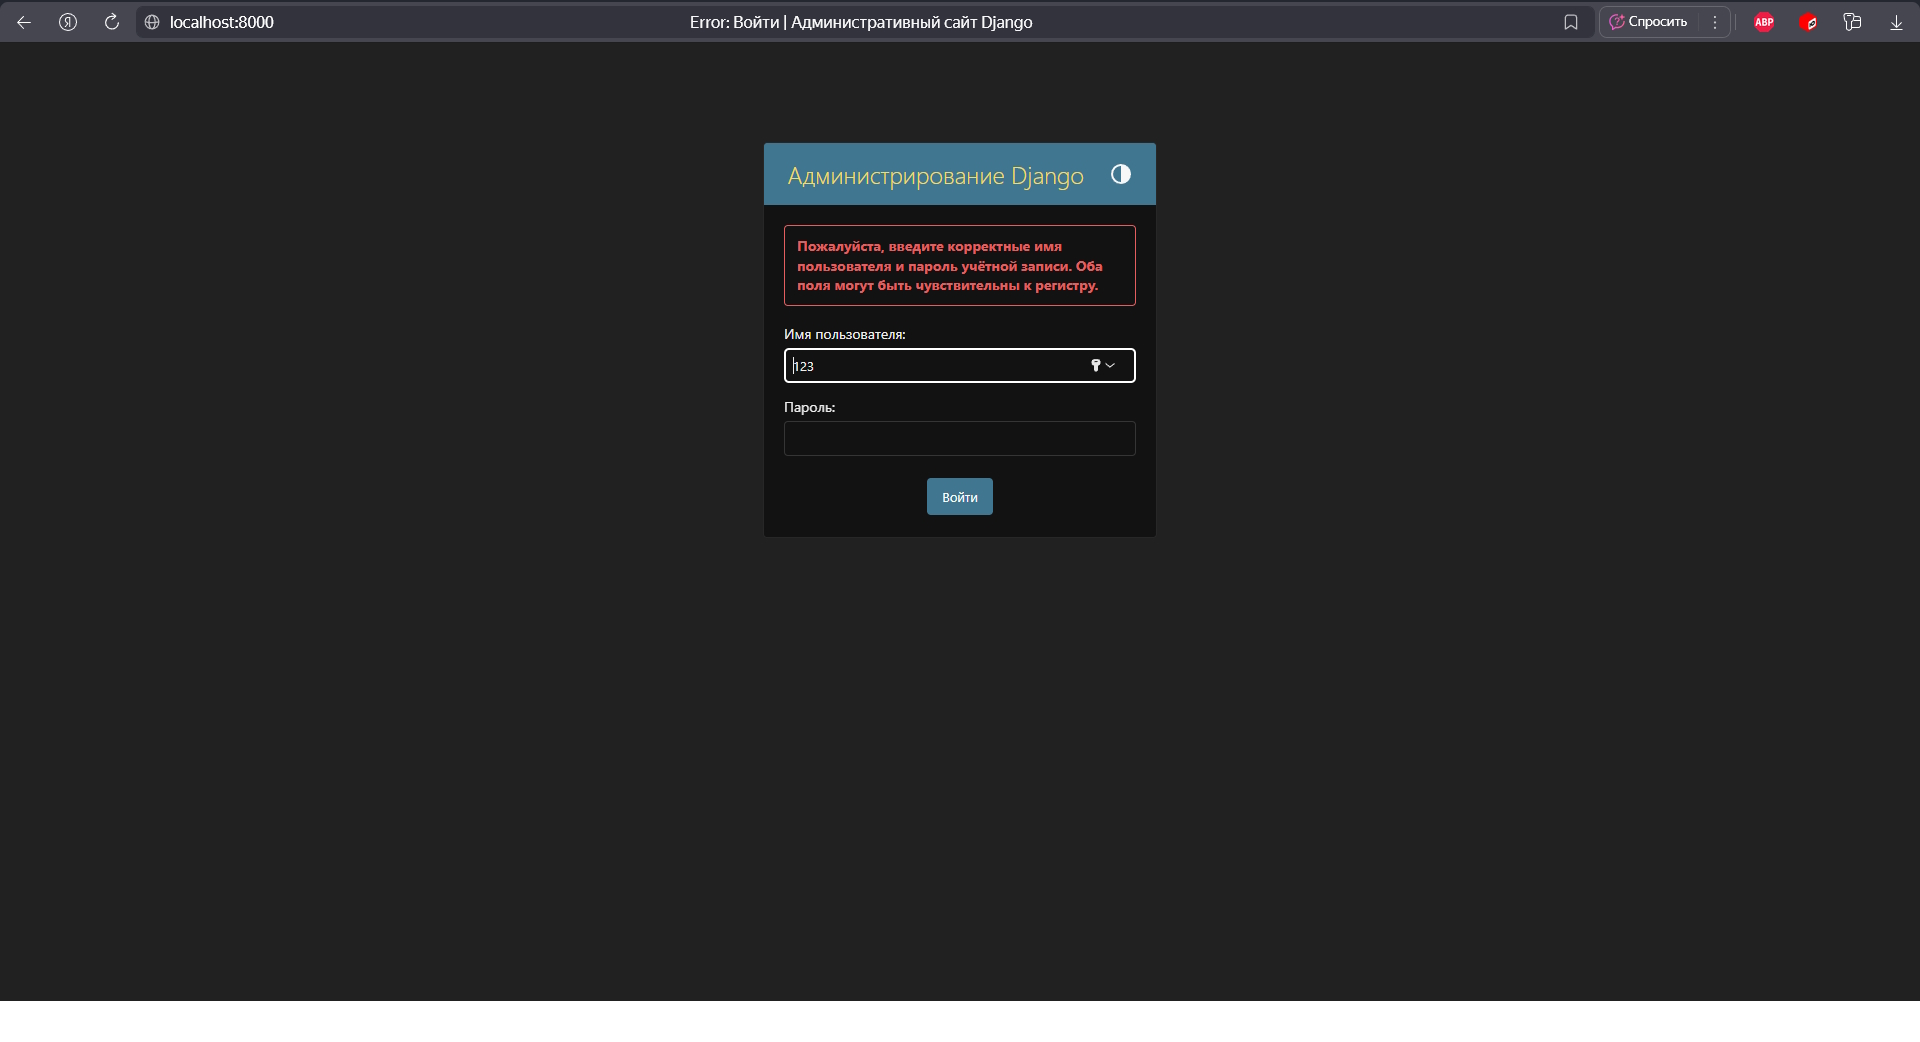 localhost:8000
Error: Войти | Административный сайт Django
Спросить
ABP
Администрирование Django
Пожалуйста, введите корректные имя
пользователя и пароль учётной записи. Оба
поля могут быть чувствительны к регистру.
Имя пользователя:
123
Пароль:
Войти